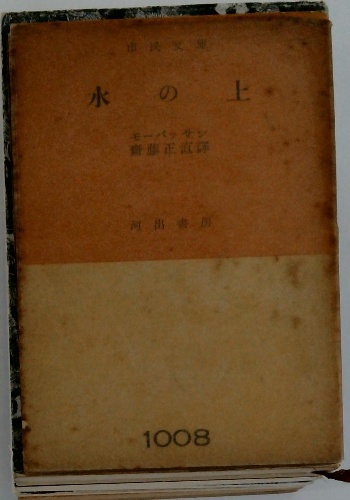 市民文庫
水の上
モーパッサン
齋藤正直譯
河出書房
1008